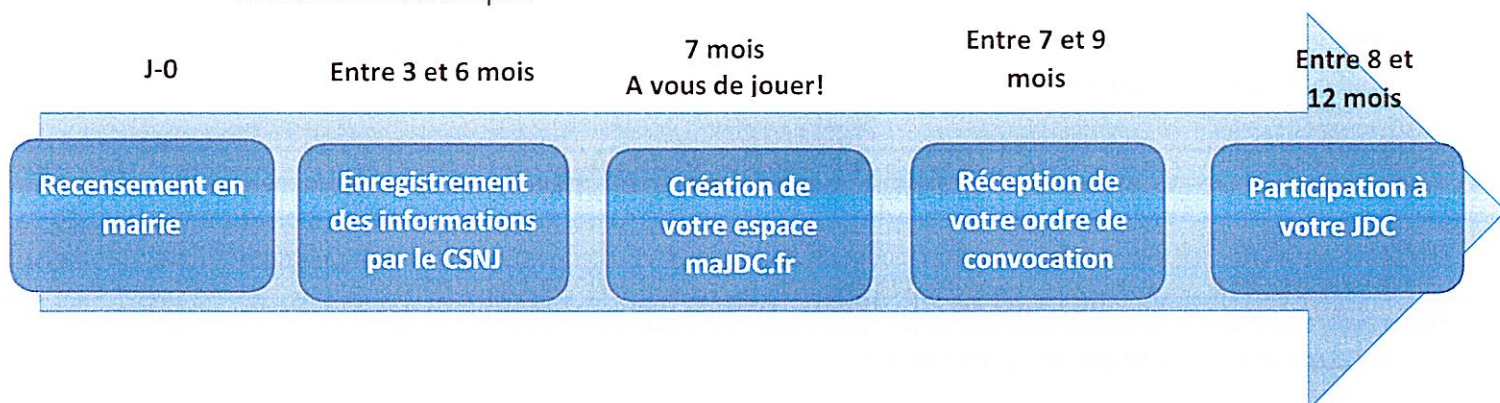 J-0
Entre 3 et 6 mois
7 mois
A vous de jouer!
Entre 7 et 9
mois
Entre 8 et
12 mois
Recensement en
mairie
Enregistrement
des informations
par le CSNJ
Création de
votre espace
maJDC.fr
Réception de
votre ordre de
convocation
Participation à
votre JDC